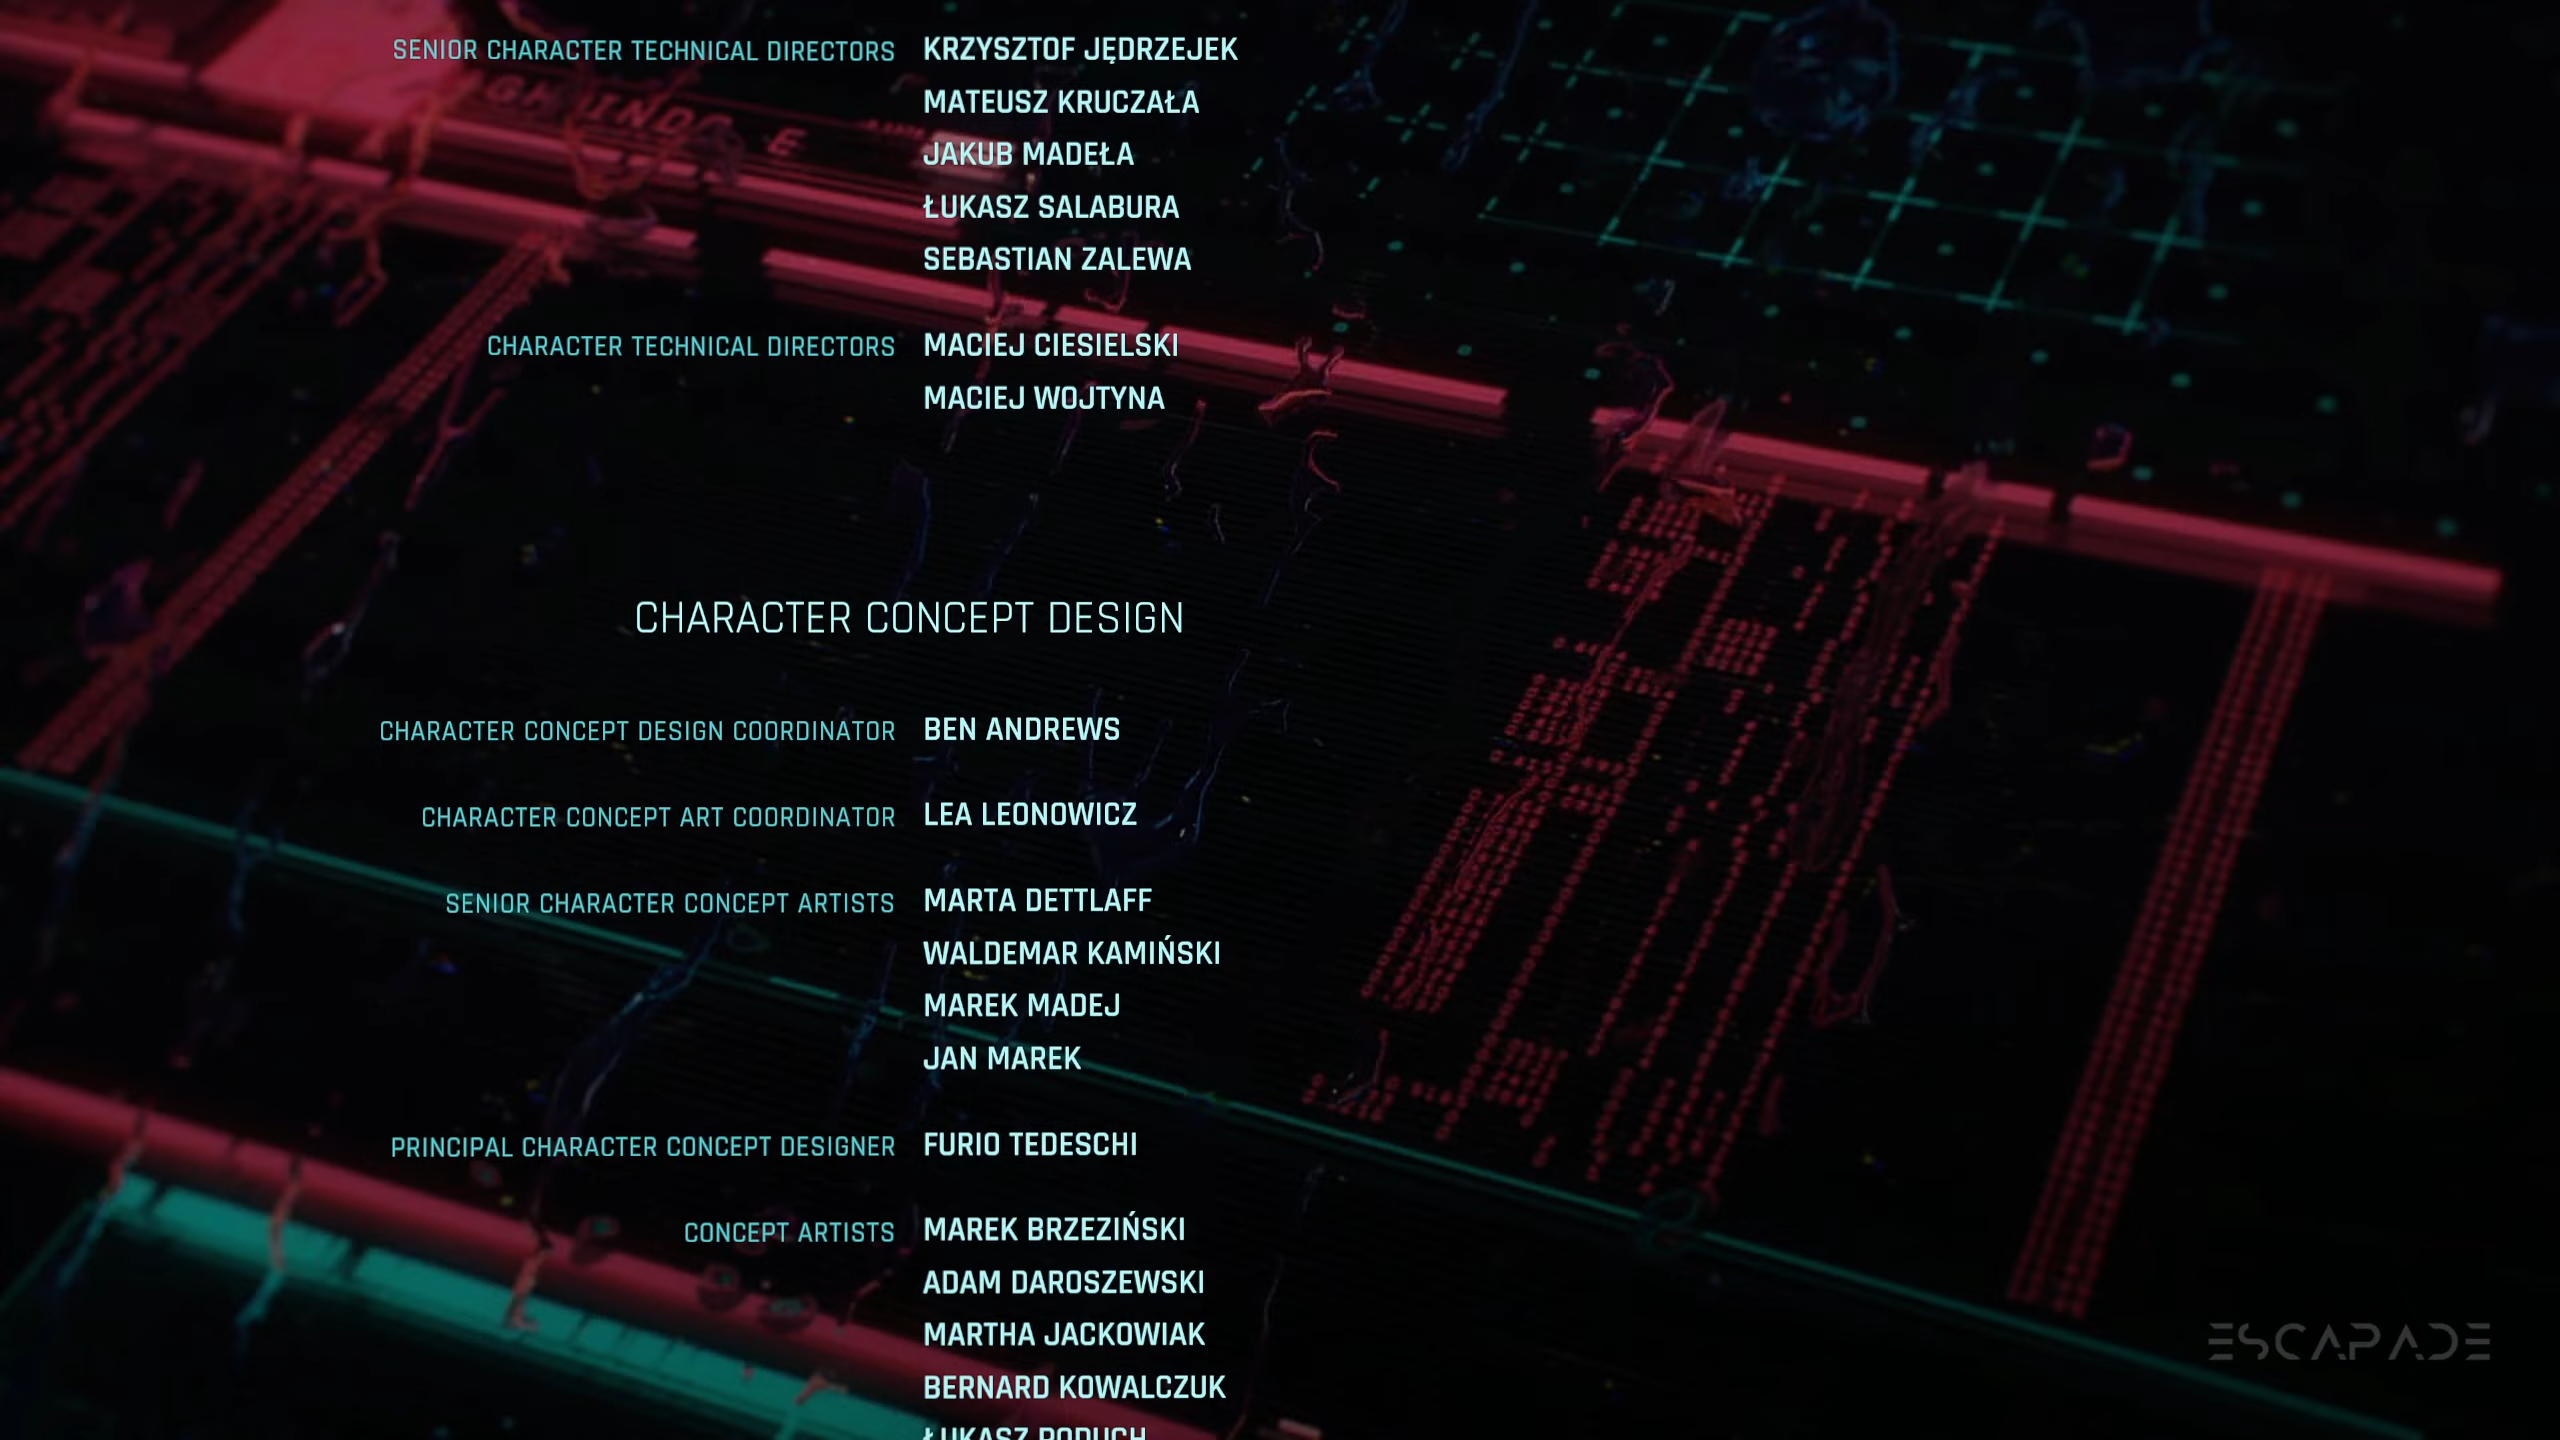 SENIOR CHARACTER TECHNICAL DIRECTORS KRZYSZTOF JĘDRZEJEK
MATEUSZ KRUCZAŁA
JAKUB MADEŁA
ŁUKASZ SALABURA
SEBASTIAN ZALEWA
CHARACTER TECHNICAL DIRECTORS MACIEJ CIESIELSKI
MACIEJ WOJTYNA
CHARACTER CONCEPT DESIGN
CHARACTER CONCEPT DESIGN COORDINATOR BEN ANDREWS
CHARACTER CONCEPT ART COORDINATOR LEA LEONOWICZ
SENIOR CHARACTER CONCEPT ARTISTS MARTA DETTLAFF
WALDEMAR KAMIŃSKI
MAREK MADEJ
JAN MAREK
PRINCIPAL CHARACTER CONCEPT DESIGNER FURIO TEDESCHI
CONCEPT ARTISTS MAREK BRZEZIŃSKI
ADAM DAROSZEWSKI
MARTHA JACKOWIAK
BERNARD KOWALCZUK
ŁUKASZ PODUCH
ESCAPADE